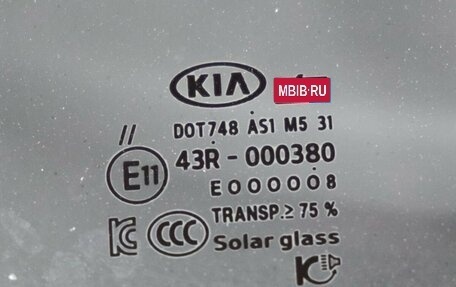 KIA MBIB.RU
DOT748 AS1 M5 31
E11 43R - 000380
E000008
TRANSP.≥ 75 %
CCC Solar glass